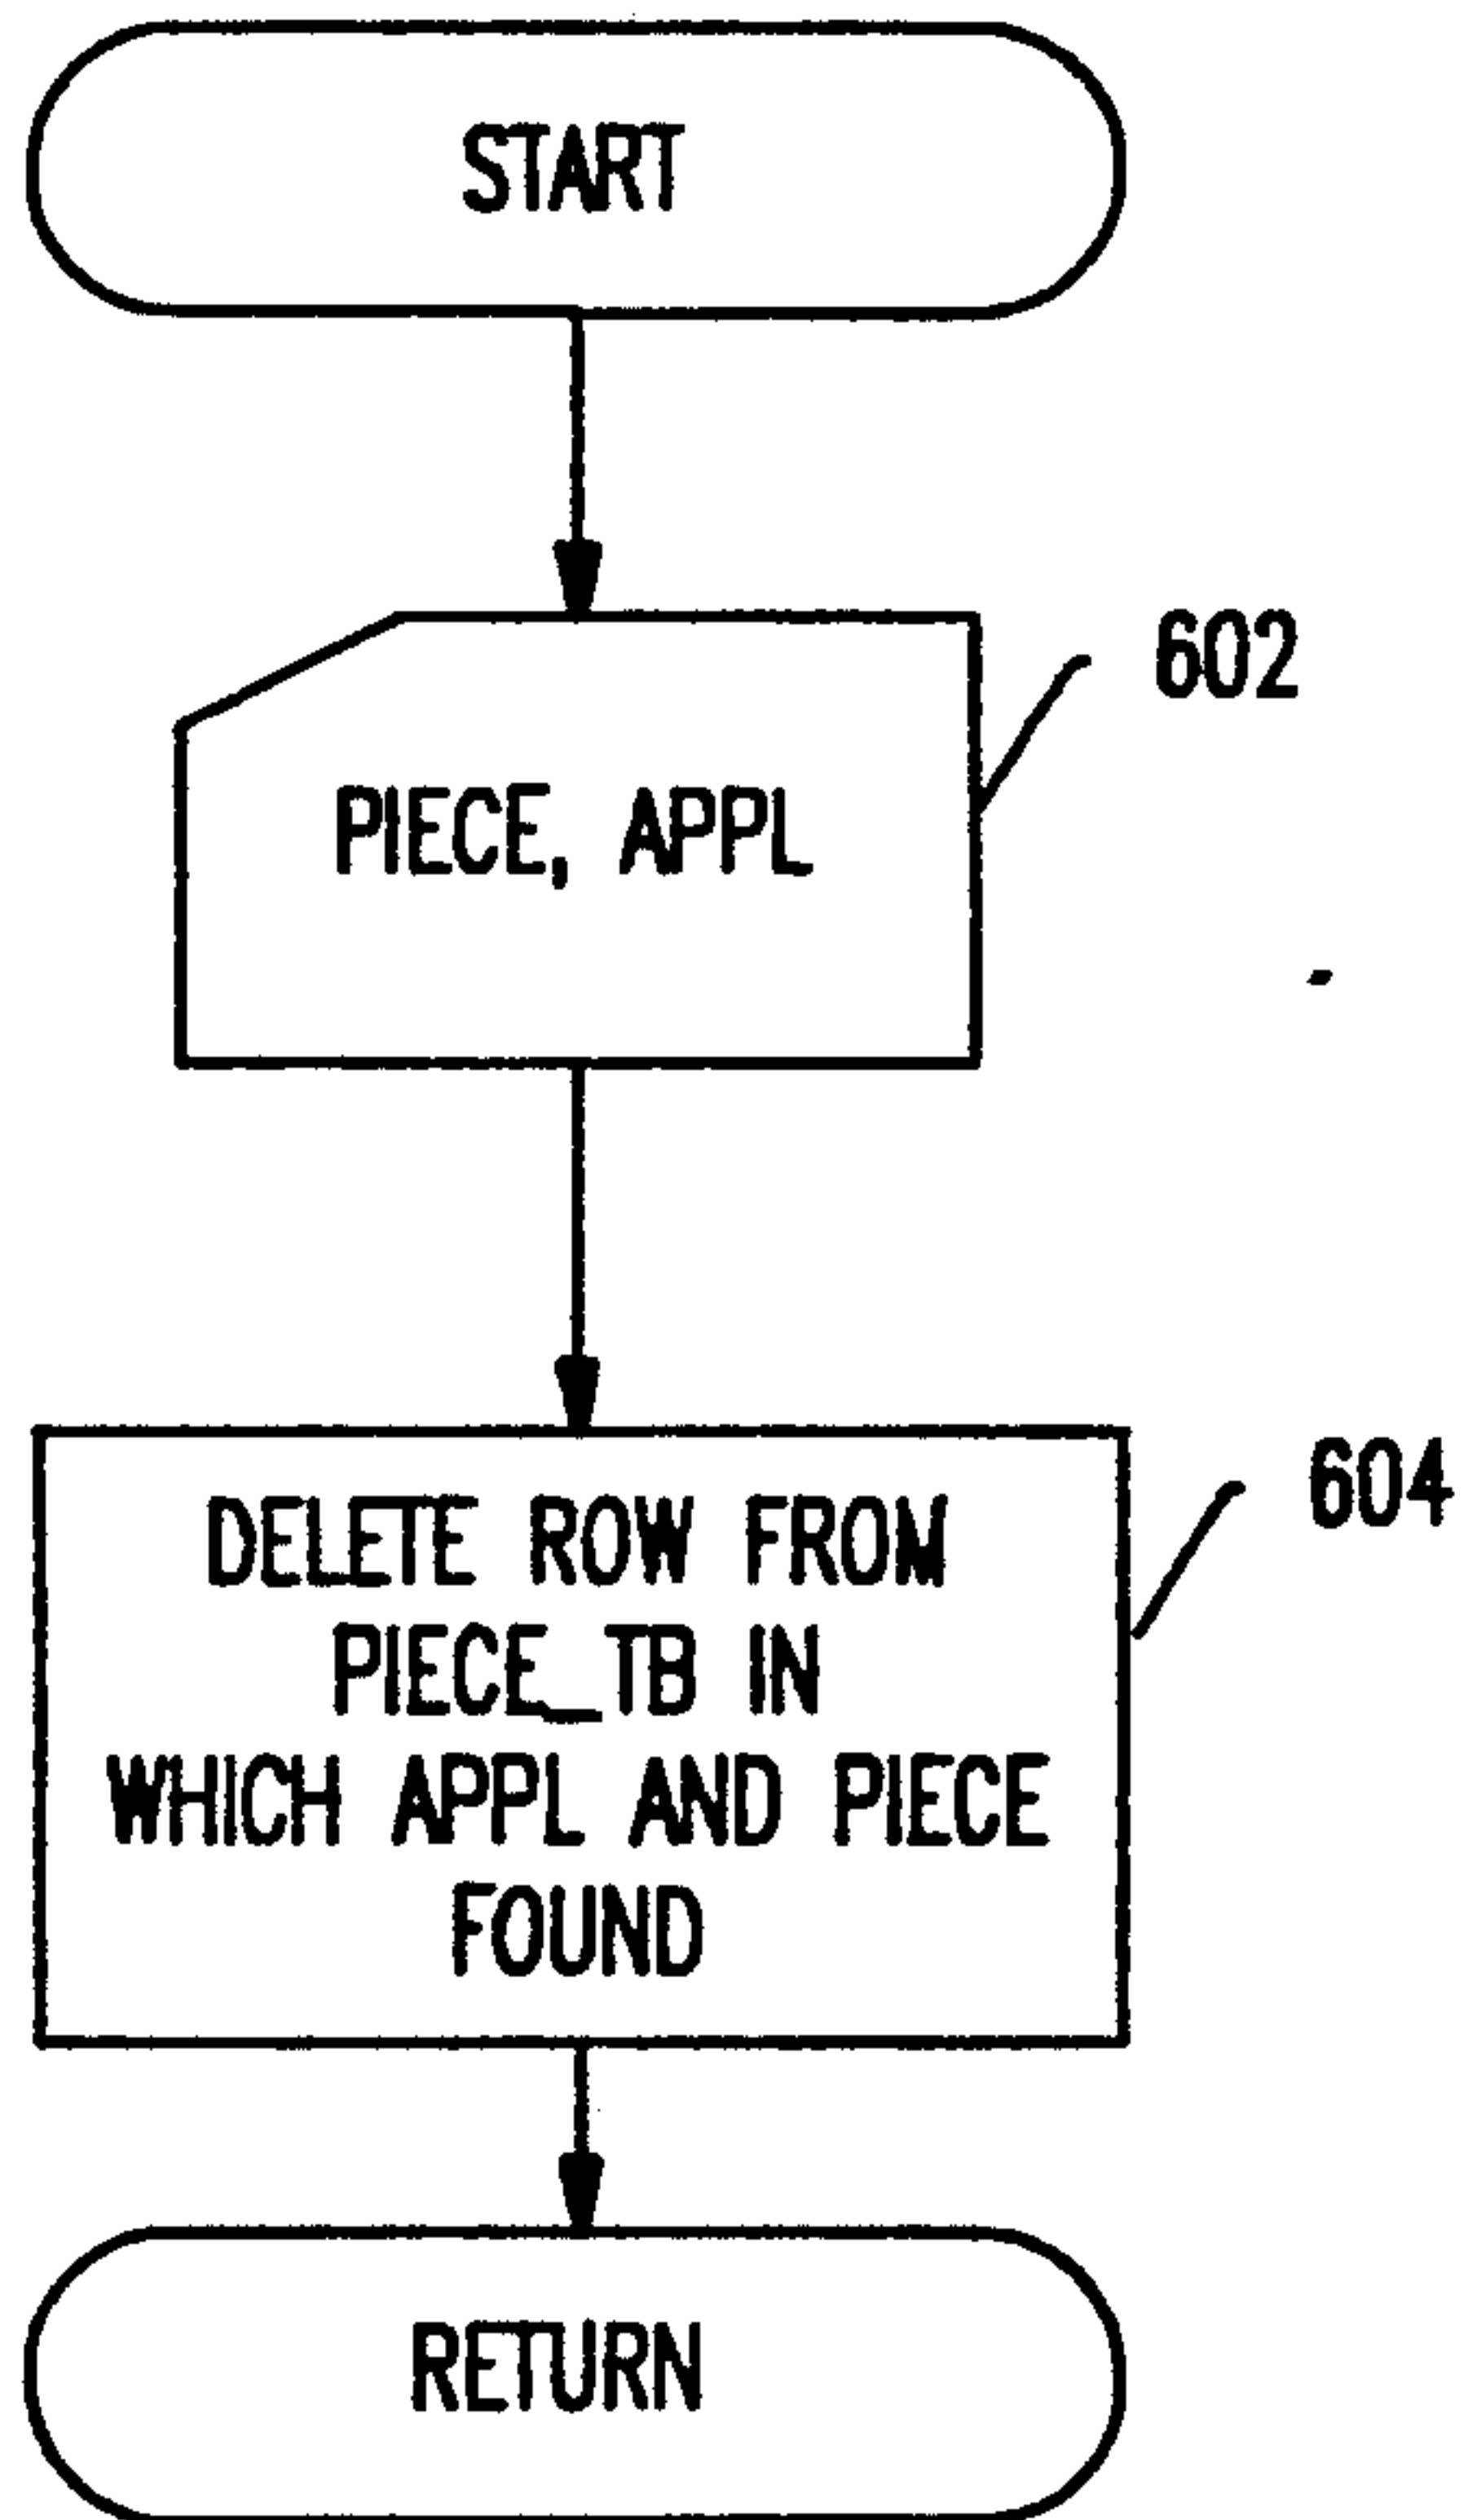 START
602
PIECE, APPL
604
DELETE ROW FROM
PIECE_TB IN
WHICH APPL AND PIECE
FOUND
RETURN